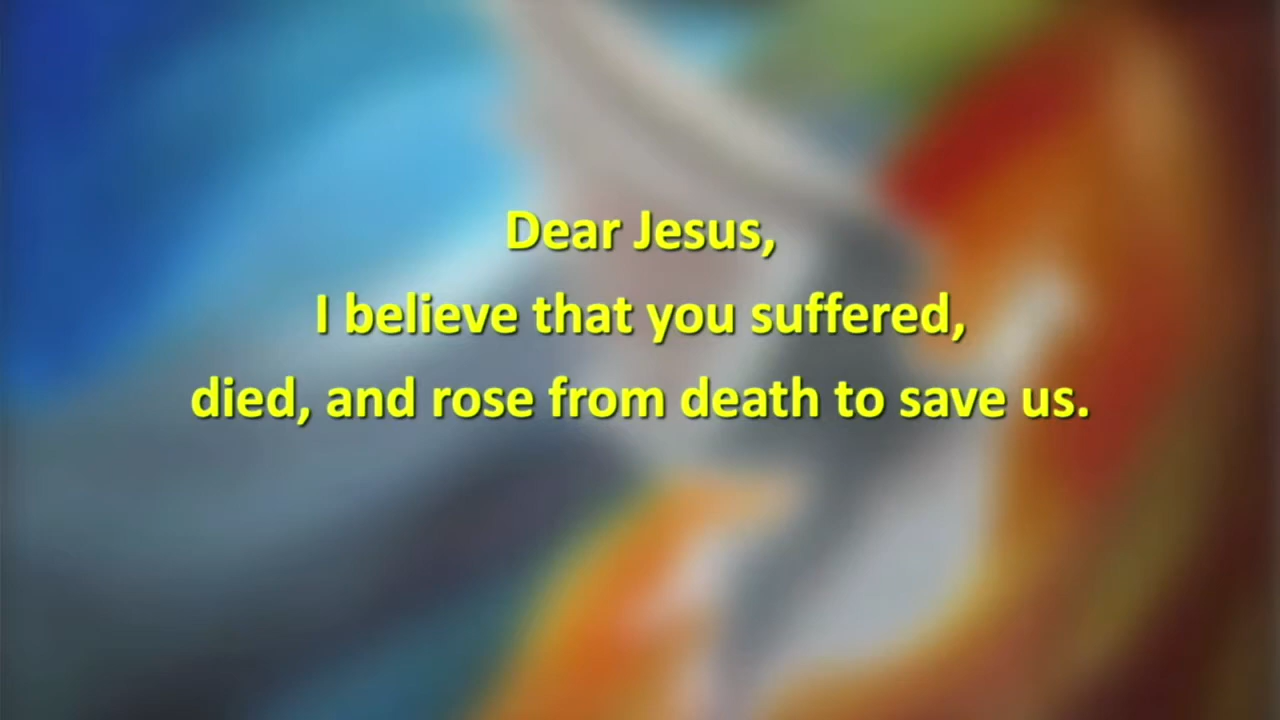 Dear Jesus,
I believe that you suffered,
died, and rose from death to save us.